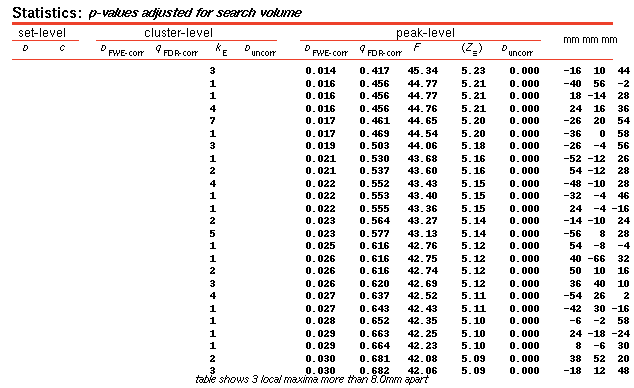 Statistics: p-values adjusted for search volume
set-level cluster-level peak-level mm mm mm
p c p FWE-corr q FDR-corr k E p uncorr p FWE-corr q FDR-corr F (Z≡) p uncorr
3 0.014 0.417 45.34 5.23 0.000 -16 10 44
1 0.016 0.456 44.77 5.21 0.000 -40 56 -2
1 0.016 0.456 44.77 5.21 0.000 18 -14 28
4 0.016 0.456 44.76 5.21 0.000 24 16 36
7 0.017 0.461 44.65 5.20 0.000 -26 20 54
1 0.017 0.469 44.54 5.20 0.000 -36 0 58
3 0.019 0.503 44.06 5.18 0.000 -26 -4 56
1 0.021 0.530 43.68 5.16 0.000 -52 -12 26
2 0.021 0.537 43.60 5.16 0.000 54 -12 28
4 0.022 0.552 43.43 5.15 0.000 -48 -10 28
1 0.022 0.553 43.40 5.15 0.000 -32 -4 46
1 0.022 0.555 43.36 5.15 0.000 24 -4 -16
2 0.023 0.564 43.27 5.14 0.000 -14 -10 24
5 0.023 0.577 43.13 5.14 0.000 -56 8 28
1 0.025 0.616 42.76 5.12 0.000 54 -8 -4
1 0.026 0.616 42.75 5.12 0.000 40 -66 32
2 0.026 0.616 42.74 5.12 0.000 50 10 16
3 0.026 0.620 42.69 5.12 0.000 36 40 10
4 0.027 0.637 42.52 5.11 0.000 -54 26 2
1 0.027 0.643 42.43 5.11 0.000 -42 30 -16
1 0.028 0.652 42.35 5.10 0.000 -6 -2 58
1 0.029 0.663 42.25 5.10 0.000 24 -18 -24
1 0.029 0.664 42.23 5.10 0.000 8 -6 30
2 0.030 0.681 42.08 5.09 0.000 38 52 20
3 0.030 0.682 42.06 5.09 0.000 -18 12 48
table shows 3 local maxima more than 8.0mm apart